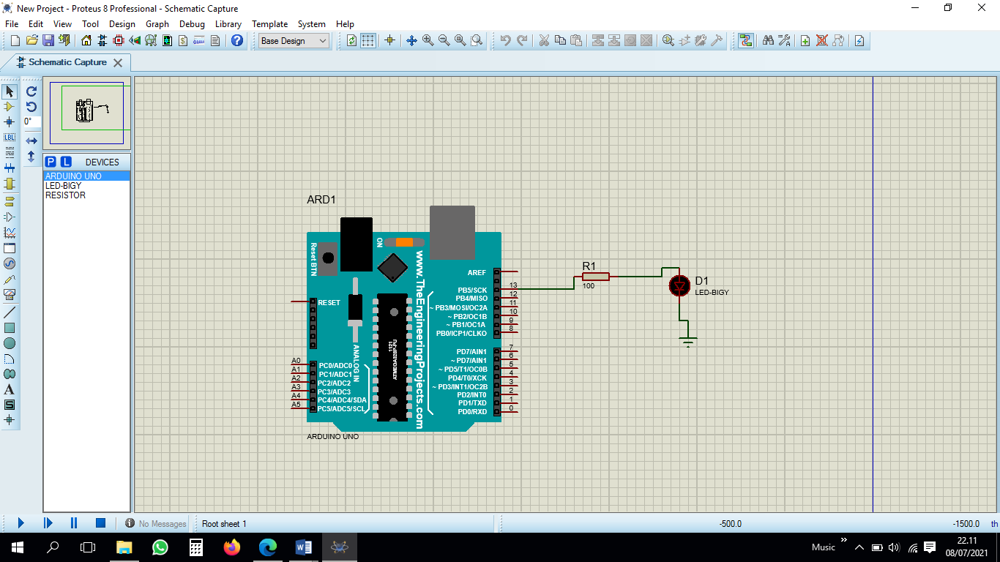 New Project - Proteus 8 Professional - Schematic Capture
File Edit View Tool Design Graph Debug Library Template System Help
Base Design
Schematic Capture
0°
LBL
P L DEVICES
ARDUINO UNO
LED-BIGY
RESISTOR
ARD1
ON
Reset BTN
www.TheEngineeringProjects.com
AREF
13
PB5/SCK
12
PB4/MISO
11
~ PB3/MOSI/OC2A
10
~ PB2/OC1B
9
~ PB1/OC1A
8
PB0/ICP1/CLKO
RESET
7
PD7/AIN1
6
~ PD7/AIN1
5
~ PD5/T1/OC0B
4
PD4/T0/XCK
3
~ PD3/INT1/OC2B
2
PD2/INT0
1
PD1/TXD
0
PD0/RXD
ANALOG IN
A0
PC0/ADC0
A1
PC1/ADC1
A2
PC2/ADC2
A3
PC3/ADC3
A4
PC4/ADC4/SDA
A5
PC5/ADC5/SCL
ARDUINO UNO
R1
100
D1
LED-BIGY
A
S
No Messages
Root sheet 1
-500.0
-1500.0
th
Music
22.11
08/07/2021